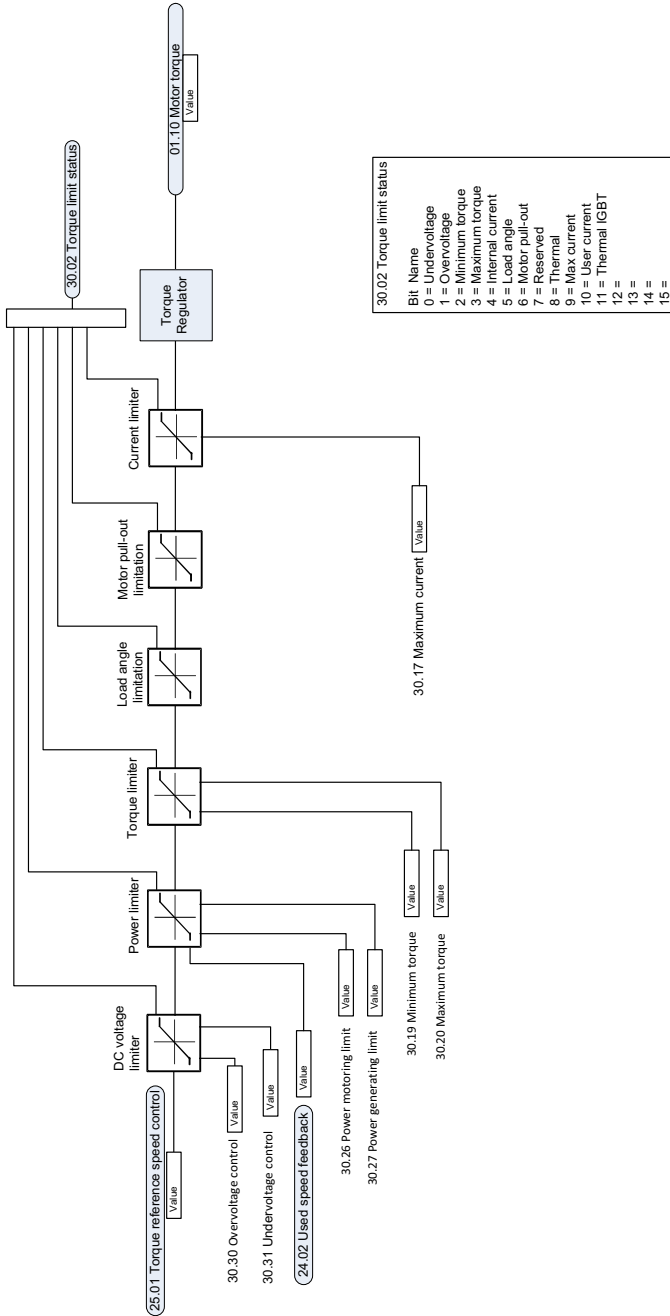 25.01 Torque reference speed control
Value
DC voltage
limiter
30.30 Overvoltage control
Value
30.31 Undervoltage control
Value
24.02 Used speed feedback
Value
Power limiter
30.26 Power motoring limit
Value
30.27 Power generating limit
Value
Torque limiter
30.19 Minimum torque
Value
30.20 Maximum torque
Value
Load angle
limitation
Motor pull-out
limitation
Current limiter
30.17 Maximum current
Value
Torque
Regulator
30.02 Torque limit status
01.10 Motor torque
Value
30.02 Torque limit status
Bit Name
0 = Undervoltage
1 = Overvoltage
2 = Minimum torque
3 = Maximum torque
4 = Internal current
5 = Load angle
6 = Motor pull-out
7 = Reserved
8 = Thermal
9 = Max current
10 = User current
11 = Thermal IGBT
12 =
13 =
14 =
15 =